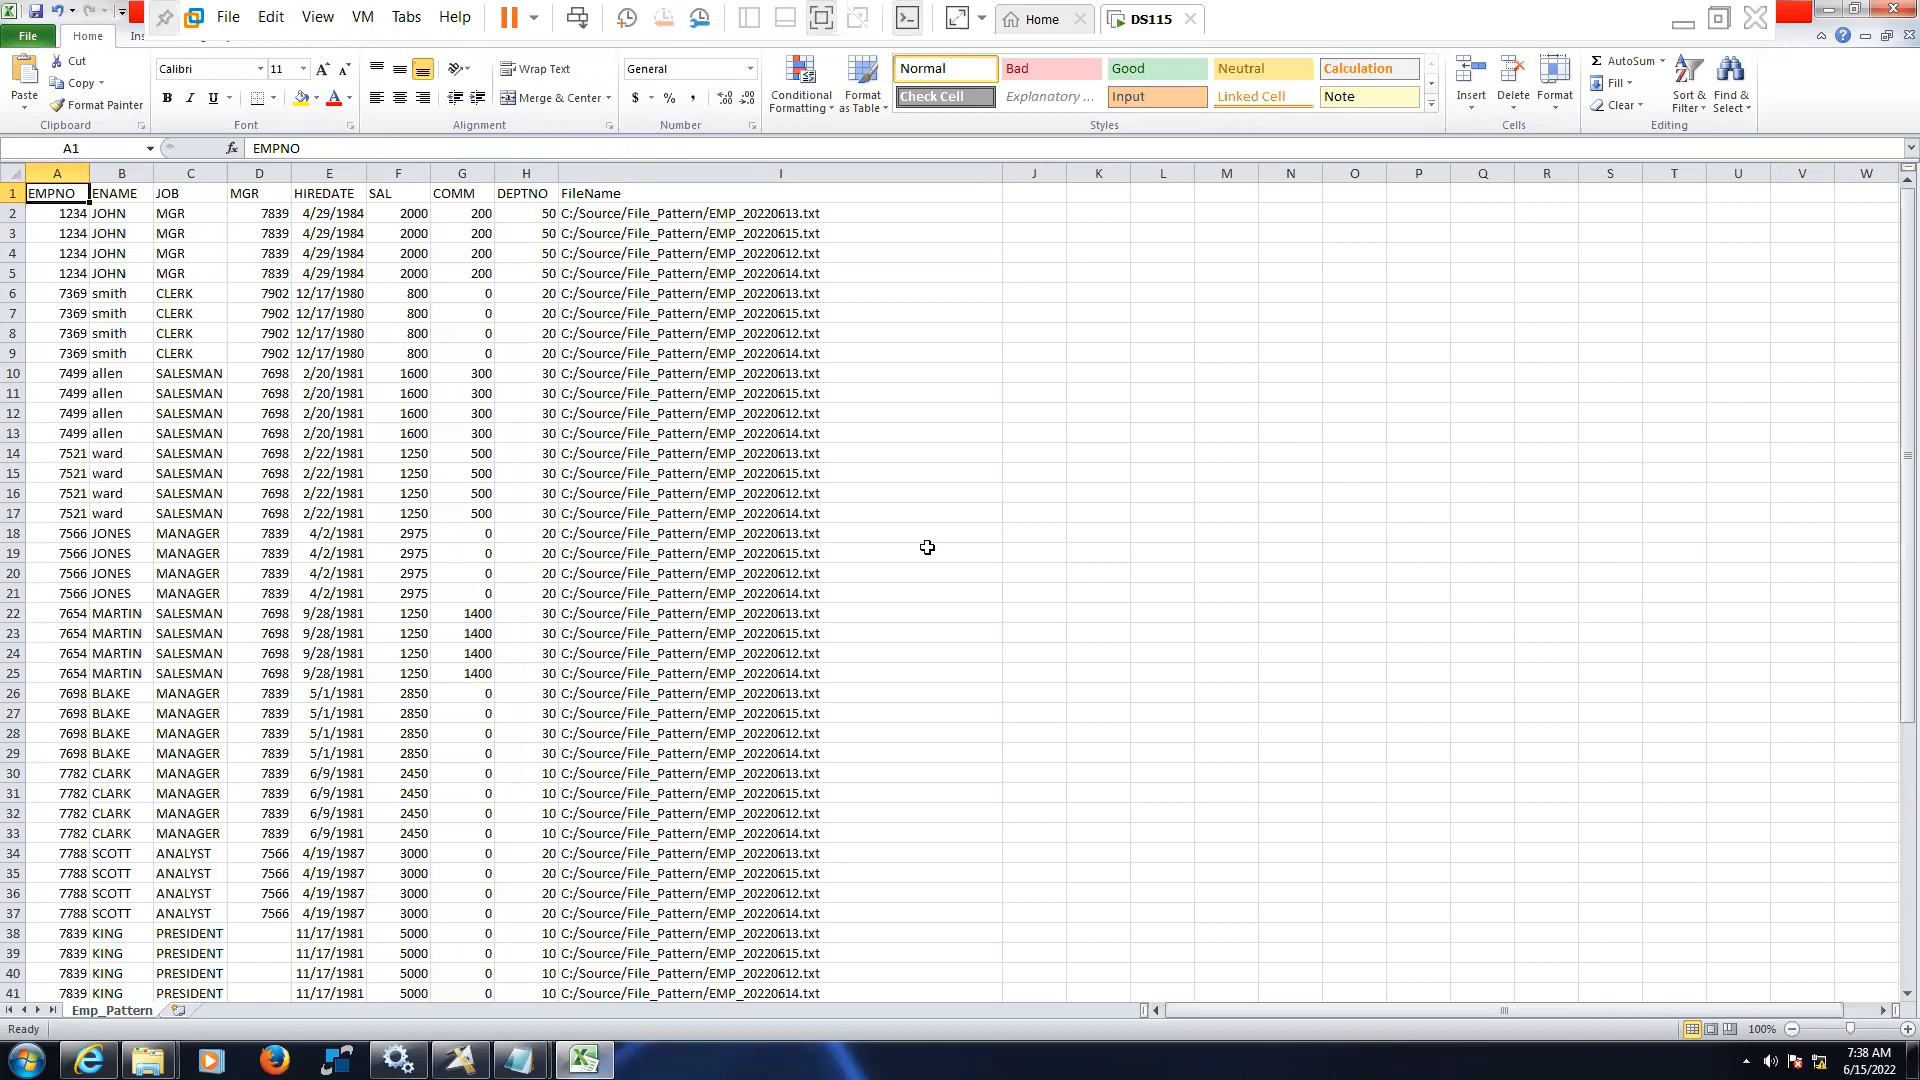 File Edit View VM Tabs Help Home DS115
File Home Ins
Cut
Copy
Format Painter
Paste
Clipboard
Calibri 11
B I U
Font
Wrap Text
Merge & Center
Alignment
General
$ % ,
Number
Conditional Formatting
Format as Table
Normal Bad Good Neutral Calculation
Check Cell Explanatory ... Input Linked Cell Note
Styles
Insert Delete Format
Cells
Σ AutoSum
Fill
Clear
Sort & Filter
Find & Select
Editing
A1 fx EMPNO
A B C D E F G H I J K L M N O P Q R S T U V W
1 EMPNO ENAME JOB MGR HIREDATE SAL COMM DEPTNO FileName
2 1234 JOHN MGR 7839 4/29/1984 2000 200 50 C:/Source/File_Pattern/EMP_20220613.txt
3 1234 JOHN MGR 7839 4/29/1984 2000 200 50 C:/Source/File_Pattern/EMP_20220615.txt
4 1234 JOHN MGR 7839 4/29/1984 2000 200 50 C:/Source/File_Pattern/EMP_20220612.txt
5 1234 JOHN MGR 7839 4/29/1984 2000 200 50 C:/Source/File_Pattern/EMP_20220614.txt
6 7369 smith CLERK 7902 12/17/1980 800 0 20 C:/Source/File_Pattern/EMP_20220613.txt
7 7369 smith CLERK 7902 12/17/1980 800 0 20 C:/Source/File_Pattern/EMP_20220615.txt
8 7369 smith CLERK 7902 12/17/1980 800 0 20 C:/Source/File_Pattern/EMP_20220612.txt
9 7369 smith CLERK 7902 12/17/1980 800 0 20 C:/Source/File_Pattern/EMP_20220614.txt
10 7499 allen SALESMAN 7698 2/20/1981 1600 300 30 C:/Source/File_Pattern/EMP_20220613.txt
11 7499 allen SALESMAN 7698 2/20/1981 1600 300 30 C:/Source/File_Pattern/EMP_20220615.txt
12 7499 allen SALESMAN 7698 2/20/1981 1600 300 30 C:/Source/File_Pattern/EMP_20220612.txt
13 7499 allen SALESMAN 7698 2/20/1981 1600 300 30 C:/Source/File_Pattern/EMP_20220614.txt
14 7521 ward SALESMAN 7698 2/22/1981 1250 500 30 C:/Source/File_Pattern/EMP_20220613.txt
15 7521 ward SALESMAN 7698 2/22/1981 1250 500 30 C:/Source/File_Pattern/EMP_20220615.txt
16 7521 ward SALESMAN 7698 2/22/1981 1250 500 30 C:/Source/File_Pattern/EMP_20220612.txt
17 7521 ward SALESMAN 7698 2/22/1981 1250 500 30 C:/Source/File_Pattern/EMP_20220614.txt
18 7566 JONES MANAGER 7839 4/2/1981 2975 0 20 C:/Source/File_Pattern/EMP_20220613.txt
19 7566 JONES MANAGER 7839 4/2/1981 2975 0 20 C:/Source/File_Pattern/EMP_20220615.txt
20 7566 JONES MANAGER 7839 4/2/1981 2975 0 20 C:/Source/File_Pattern/EMP_20220612.txt
21 7566 JONES MANAGER 7839 4/2/1981 2975 0 20 C:/Source/File_Pattern/EMP_20220614.txt
22 7654 MARTIN SALESMAN 7698 9/28/1981 1250 1400 30 C:/Source/File_Pattern/EMP_20220613.txt
23 7654 MARTIN SALESMAN 7698 9/28/1981 1250 1400 30 C:/Source/File_Pattern/EMP_20220615.txt
24 7654 MARTIN SALESMAN 7698 9/28/1981 1250 1400 30 C:/Source/File_Pattern/EMP_20220612.txt
25 7654 MARTIN SALESMAN 7698 9/28/1981 1250 1400 30 C:/Source/File_Pattern/EMP_20220614.txt
26 7698 BLAKE MANAGER 7839 5/1/1981 2850 0 30 C:/Source/File_Pattern/EMP_20220613.txt
27 7698 BLAKE MANAGER 7839 5/1/1981 2850 0 30 C:/Source/File_Pattern/EMP_20220615.txt
28 7698 BLAKE MANAGER 7839 5/1/1981 2850 0 30 C:/Source/File_Pattern/EMP_20220612.txt
29 7698 BLAKE MANAGER 7839 5/1/1981 2850 0 30 C:/Source/File_Pattern/EMP_20220614.txt
30 7782 CLARK MANAGER 7839 6/9/1981 2450 0 10 C:/Source/File_Pattern/EMP_20220613.txt
31 7782 CLARK MANAGER 7839 6/9/1981 2450 0 10 C:/Source/File_Pattern/EMP_20220615.txt
32 7782 CLARK MANAGER 7839 6/9/1981 2450 0 10 C:/Source/File_Pattern/EMP_20220612.txt
33 7782 CLARK MANAGER 7839 6/9/1981 2450 0 10 C:/Source/File_Pattern/EMP_20220614.txt
34 7788 SCOTT ANALYST 7566 4/19/1987 3000 0 20 C:/Source/File_Pattern/EMP_20220613.txt
35 7788 SCOTT ANALYST 7566 4/19/1987 3000 0 20 C:/Source/File_Pattern/EMP_20220615.txt
36 7788 SCOTT ANALYST 7566 4/19/1987 3000 0 20 C:/Source/File_Pattern/EMP_20220612.txt
37 7788 SCOTT ANALYST 7566 4/19/1987 3000 0 20 C:/Source/File_Pattern/EMP_20220614.txt
38 7839 KING PRESIDENT 11/17/1981 5000 0 10 C:/Source/File_Pattern/EMP_20220613.txt
39 7839 KING PRESIDENT 11/17/1981 5000 0 10 C:/Source/File_Pattern/EMP_20220615.txt
40 7839 KING PRESIDENT 11/17/1981 5000 0 10 C:/Source/File_Pattern/EMP_20220612.txt
41 7839 KING PRESIDENT 11/17/1981 5000 0 10 C:/Source/File_Pattern/EMP_20220614.txt
Emp_Pattern
Ready 100%
7:38 AM
6/15/2022